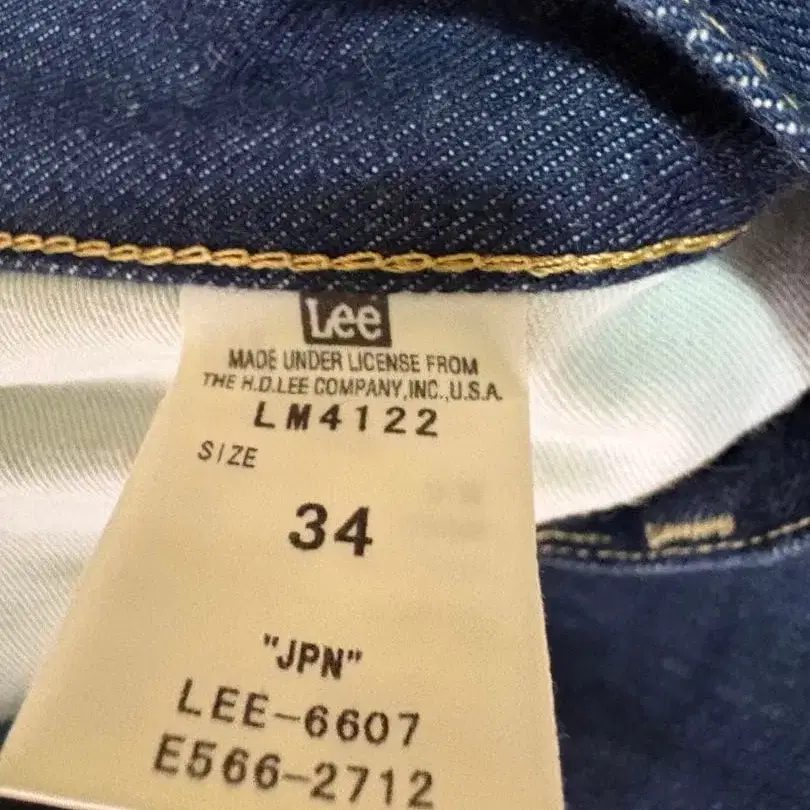 Lee
MADE UNDER LICENSE FROM
THE H.D.LEE COMPANY,INC.,U.S.A.
LM4122
SIZE
34
"JPN"
LEE-6607
E566-2712